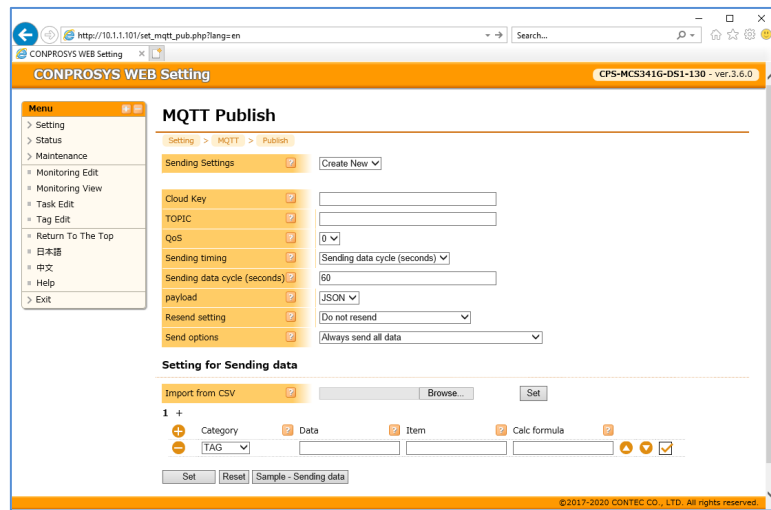 http://10.1.1.101/set_mqtt_pub.php?lang=en
Search...
CONPROSYS WEB Setting
CONPROSYS WEB Setting
CPS-MCS341G-DS1-130 - ver.3.6.0
Menu
Setting
Status
Maintenance
Monitoring Edit
Monitoring View
Task Edit
Tag Edit
Return To The Top
日本語
中文
Help
Exit
MQTT Publish
Setting > MQTT > Publish
Sending Settings ? Create New
Cloud Key ?
TOPIC ?
QoS ? 0
Sending timing ? Sending data cycle (seconds)
Sending data cycle (seconds) ? 60
payload ? JSON
Resend setting ? Do not resend
Send options ? Always send all data
Setting for Sending data
Import from CSV ? Browse... Set
1 +
Category ? Data ? Item ? Calc formula ?
TAG
Set Reset Sample - Sending data
©2017-2020 CONTEC CO., LTD. All rights reserved.